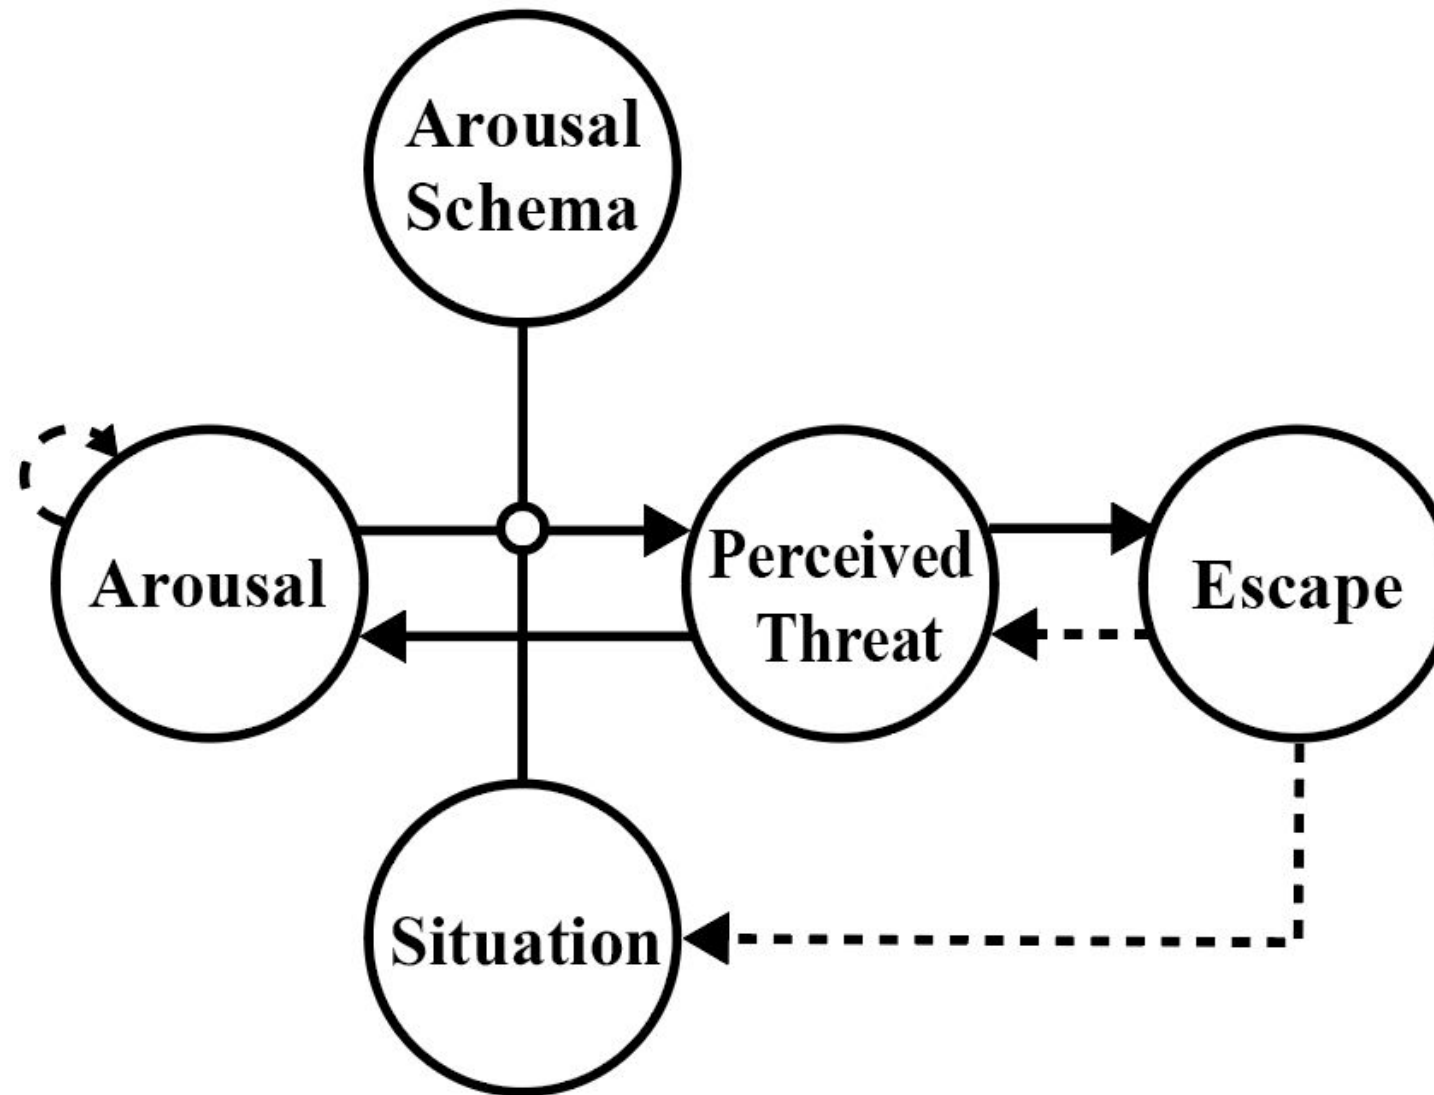 Arousal
Schema
Arousal
Perceived
Threat
Escape
Situation